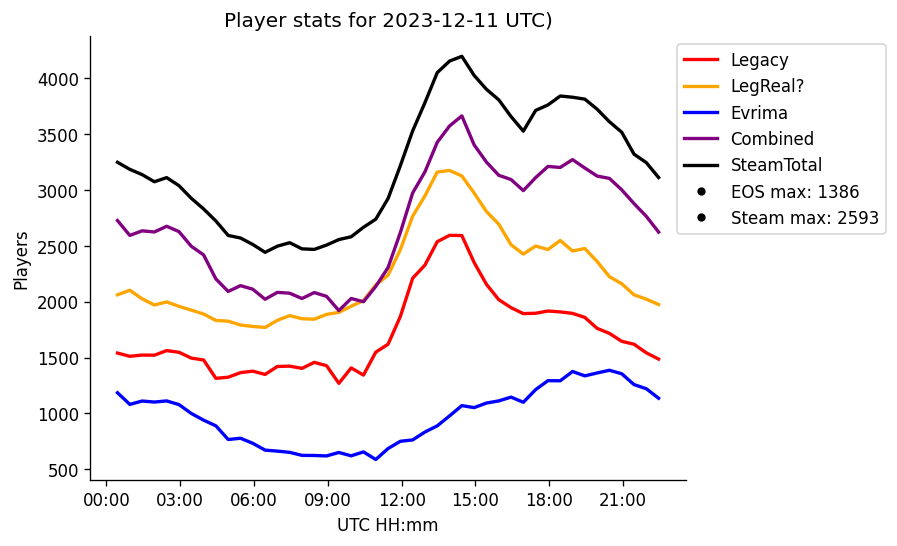 Player stats for 2023-12-11 UTC)
Players
4000
3500
3000
2500
2000
1500
1000
500
00:00 03:00 06:00 09:00 12:00 15:00 18:00 21:00
UTC HH:mm
Legacy
LegReal?
Evrima
Combined
SteamTotal
EOS max: 1386
Steam max: 2593